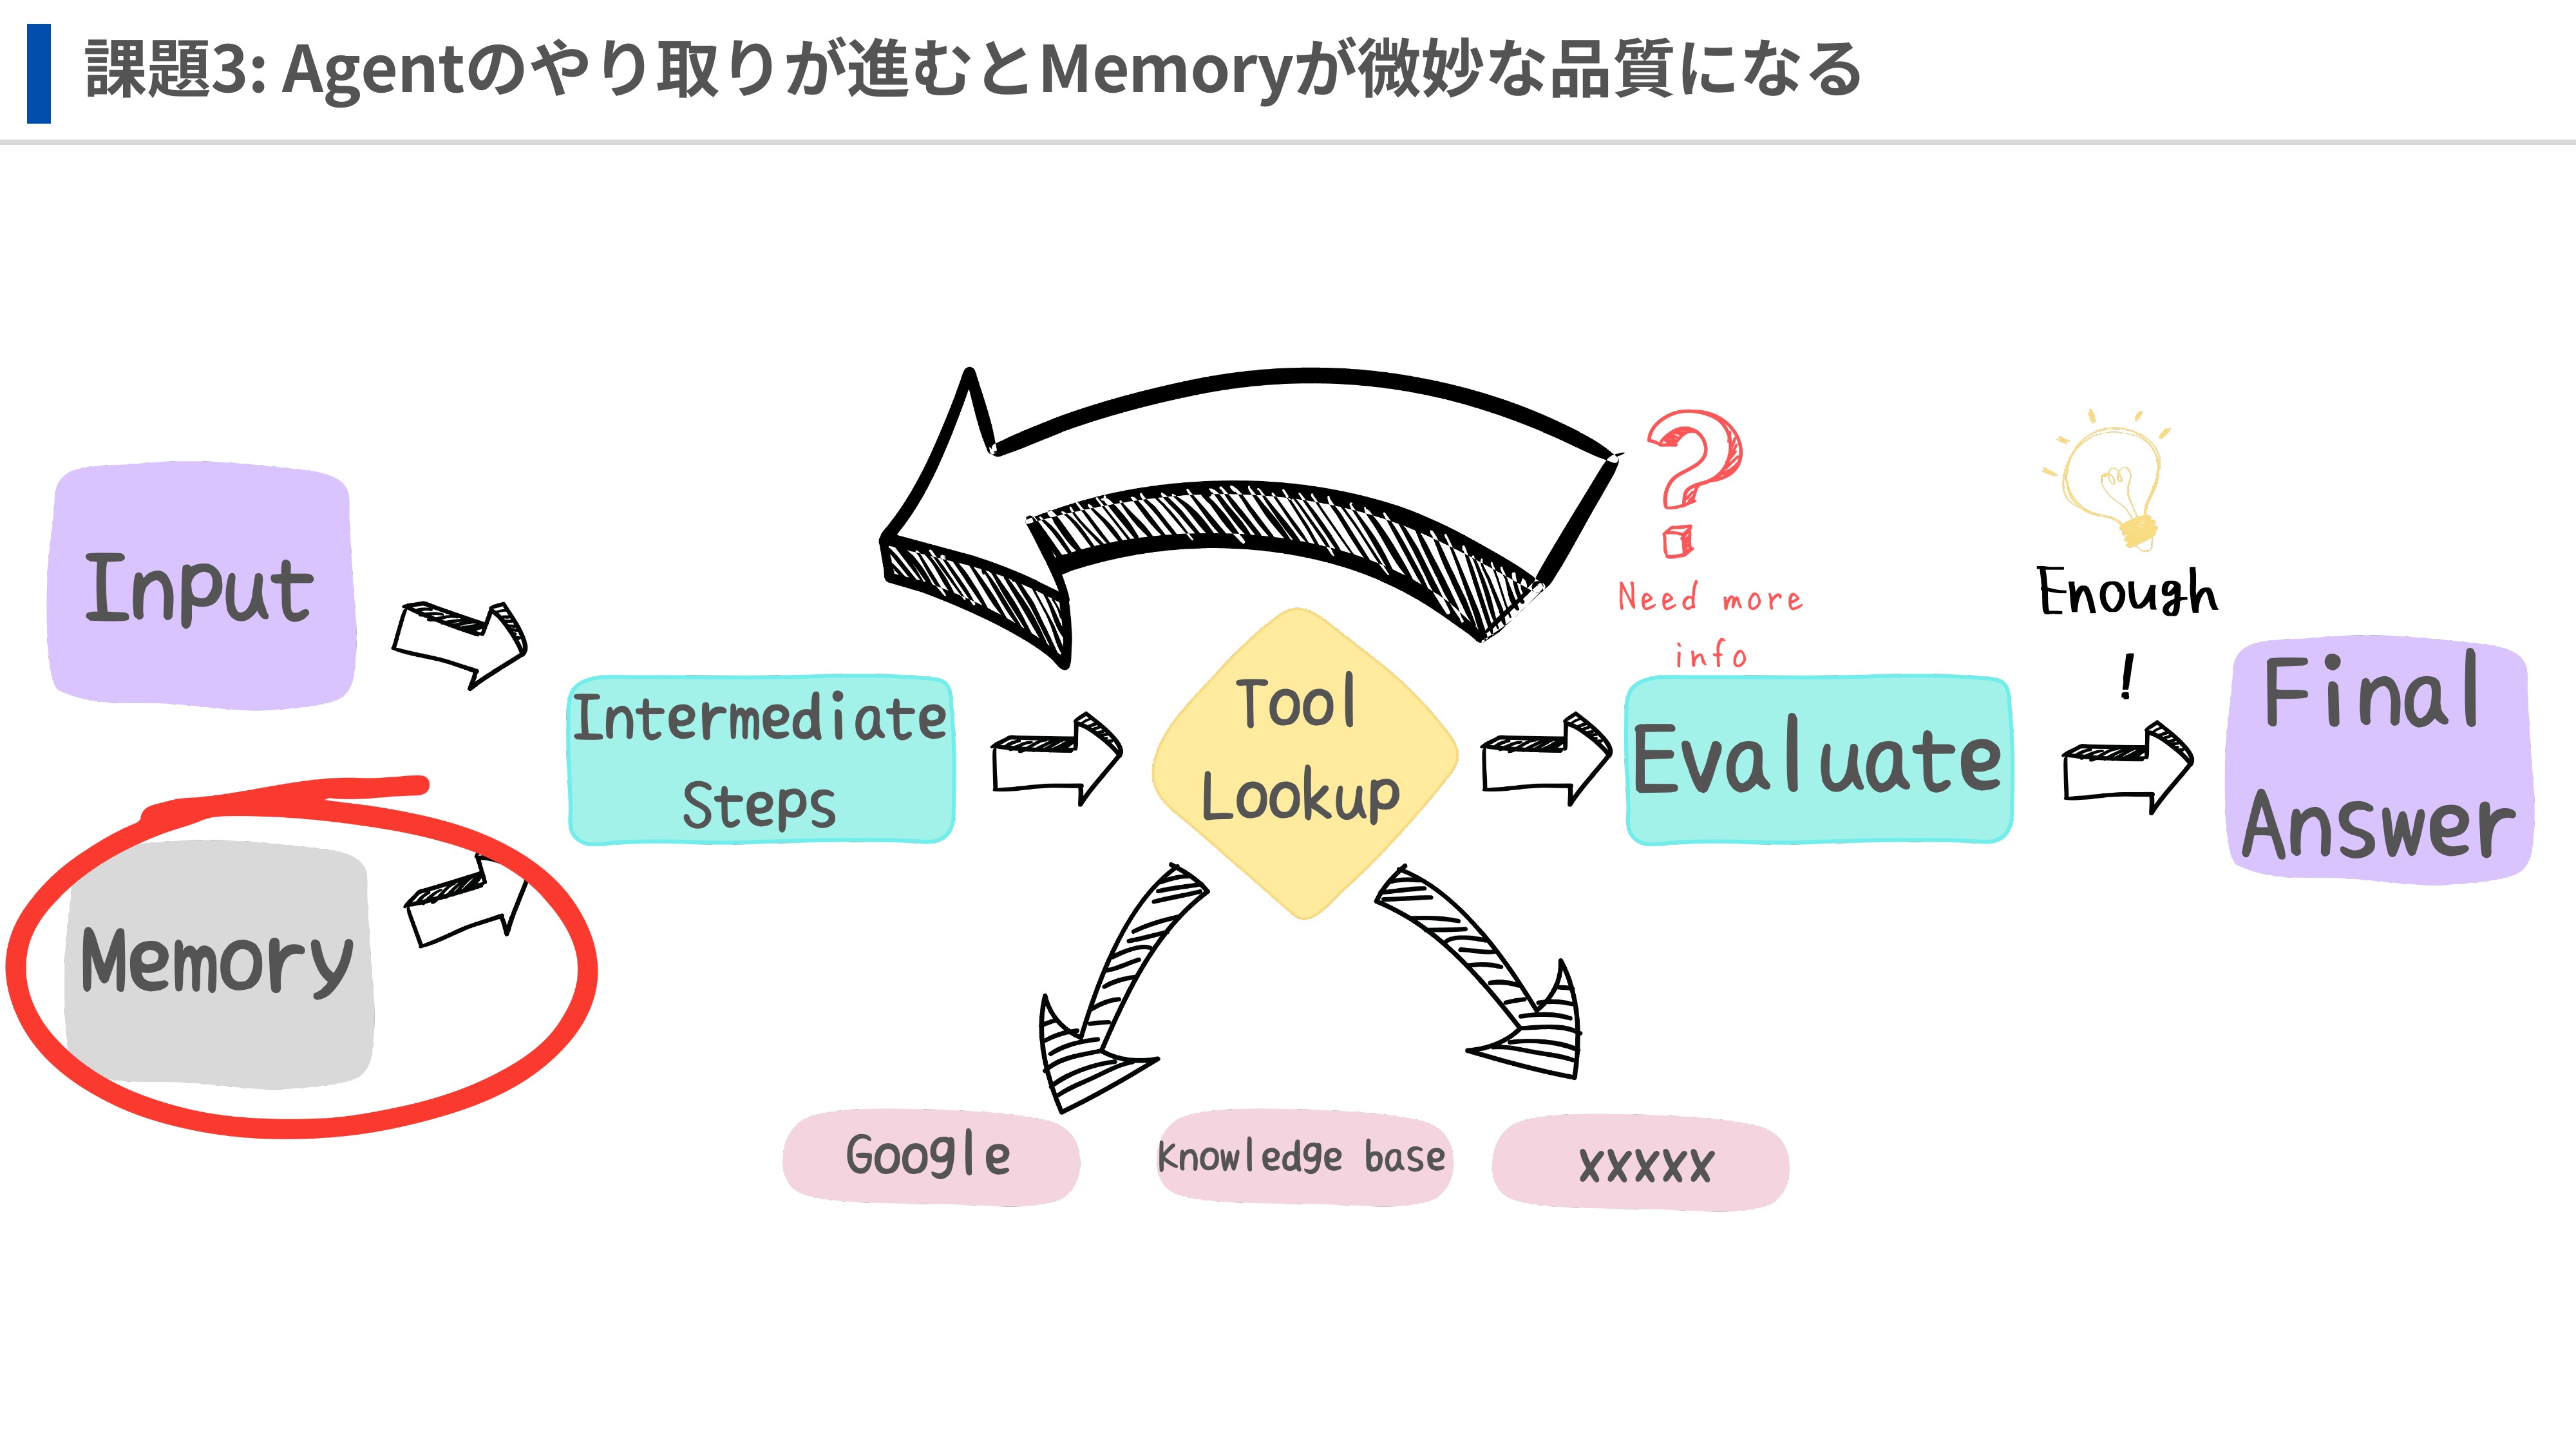 課題3: Agentのやり取りが進むとMemoryが微妙な品質になる
Input
Memory
Intermediate
Steps
Tool
Lookup
Need more
info
Evaluate
Enough
!
Final
Answer
Google
Knowledge base
xxxxx